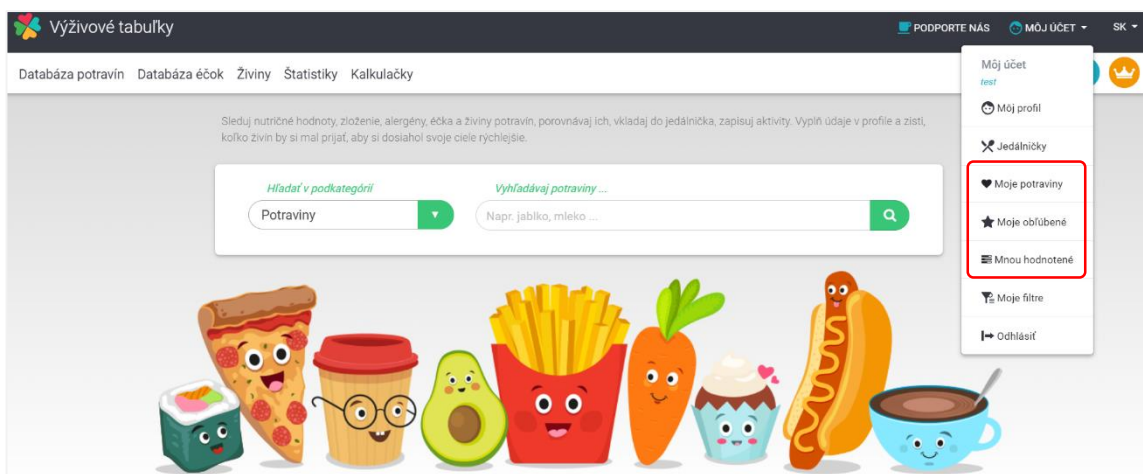 Výživové tabuľky
PODPORTE NÁS MÔJ ÚČET SK
Databáza potravín Databáza éčok Živiny Štatistiky Kalkulačky
Sleduj nutričné hodnoty, zloženie, alergény, éčka a živiny potravín, porovnávaj ich, vkladaj do jedálnička, zapisuj aktivity. Vyplň údaje v profile a zisti,
koľko živín by si mal prijať, aby si dosiahol svoje ciele rýchlejšie.
Hľadať v podkategórií
Vyhľadávaj potraviny ...
Potraviny
Napr. jablko, mlieko ...
Môj účet
test
Môj profil
Jedálničky
Moje potraviny
Moje obľúbené
Mnou hodnotené
Moje filtre
Odhlásiť